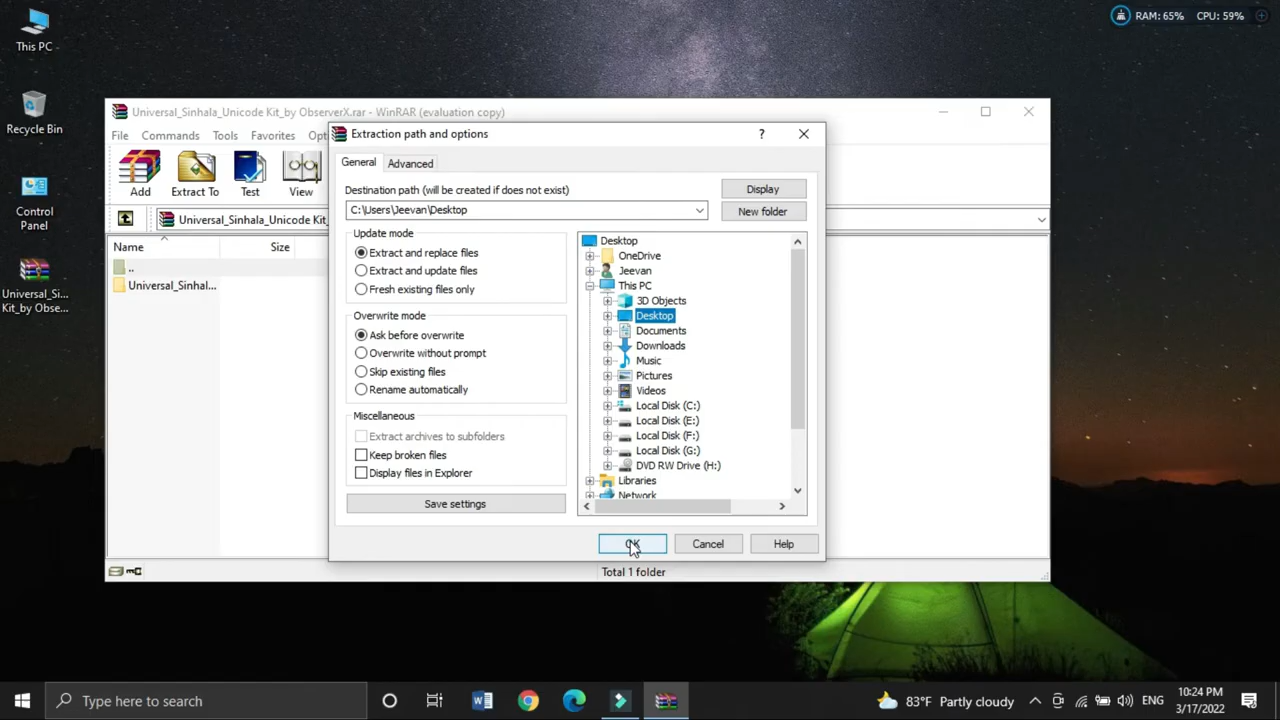 This PC
Recycle Bin
Control
Panel
Universal_Si...
Kit_by Obse...
RAM: 65% CPU: 59%
Universal_Sinhala_Unicode Kit_by ObserverX.rar - WinRAR (evaluation copy)
File Commands Tools Favorites Opti
Add Extract To Test View
Universal_Sinhala_Unicode Kit_
Name Size
..
Universal_Sinhal...
Total 1 folder
Extraction path and options
?
General Advanced
Destination path (will be created if does not exist)
C:\Users\Jeevan\Desktop
Display
New folder
Update mode
Extract and replace files
Extract and update files
Fresh existing files only
Overwrite mode
Ask before overwrite
Overwrite without prompt
Skip existing files
Rename automatically
Miscellaneous
Extract archives to subfolders
Keep broken files
Display files in Explorer
Save settings
Desktop
OneDrive
Jeevan
This PC
3D Objects
Desktop
Documents
Downloads
Music
Pictures
Videos
Local Disk (C:)
Local Disk (E:)
Local Disk (F:)
Local Disk (G:)
DVD RW Drive (H:)
Libraries
Network
OK Cancel Help
Type here to search
83°F Partly cloudy
ENG
10:24 PM
3/17/2022